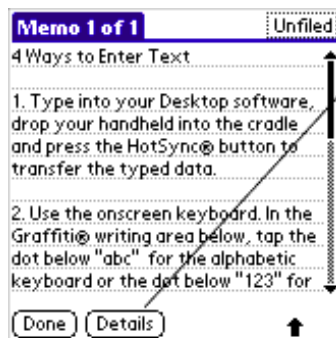 Memo 1 of 1
Unfiled
4 Ways to Enter Text
1. Type into your Desktop software,
drop your handheld into the cradle
and press the HotSync® button to
transfer the typed data.
2. Use the onscreen keyboard. In the
Graffiti® writing area below, tap the
dot below "abc" for the alphabetic
keyboard or the dot below "123" for
Done
Details